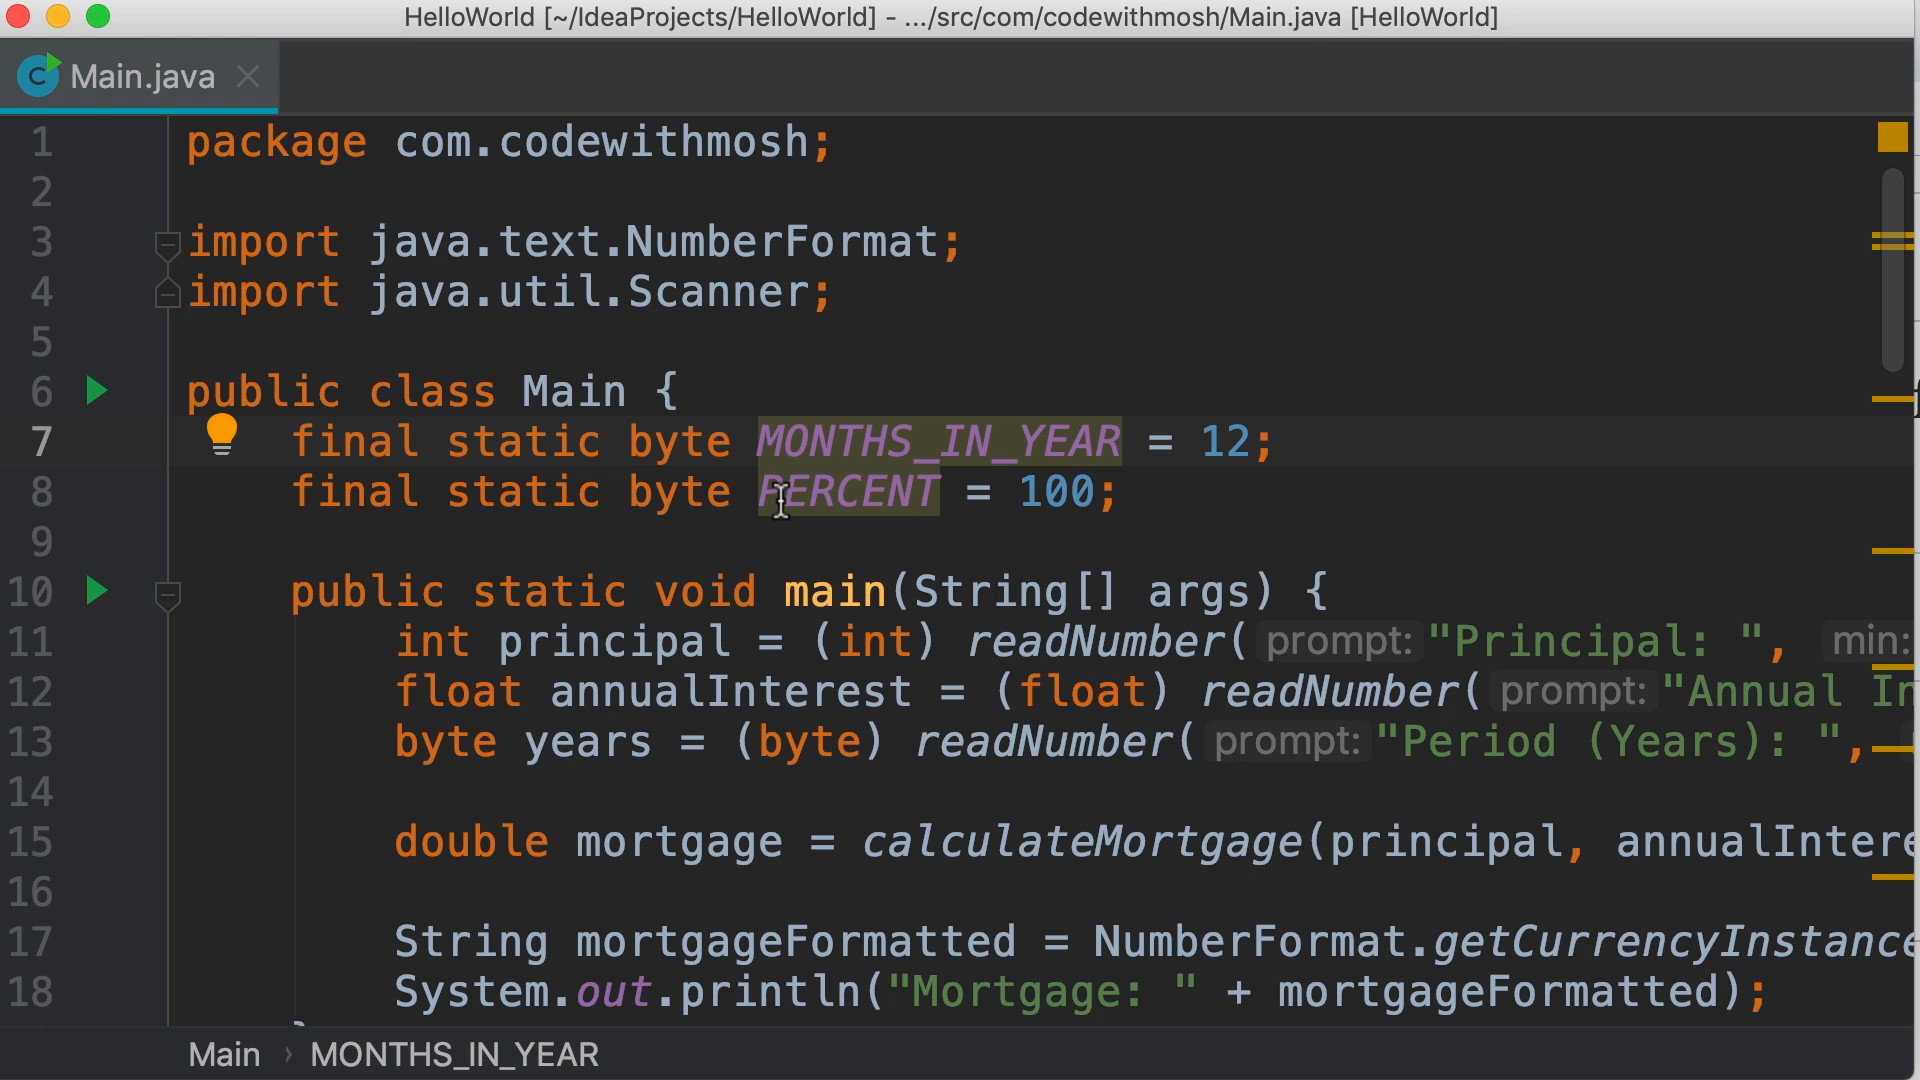 HelloWorld [~/IdeaProjects/HelloWorld] - .../src/com/codewithmosh/Main.java [HelloWorld]
Main.java
1 package com.codewithmosh;
2
3 import java.text.NumberFormat;
4 import java.util.Scanner;
5
6 public class Main {
7 final static byte MONTHS_IN_YEAR = 12;
8 final static byte PERCENT = 100;
9
10 public static void main(String[] args) {
11 int principal = (int) readNumber( prompt: "Principal: ", min:
12 float annualInterest = (float) readNumber( prompt: "Annual In
13 byte years = (byte) readNumber( prompt: "Period (Years): ",
14
15 double mortgage = calculateMortgage(principal, annualIntere
16
17 String mortgageFormatted = NumberFormat.getCurrencyInstance
18 System.out.println("Mortgage: " + mortgageFormatted);
Main › MONTHS_IN_YEAR